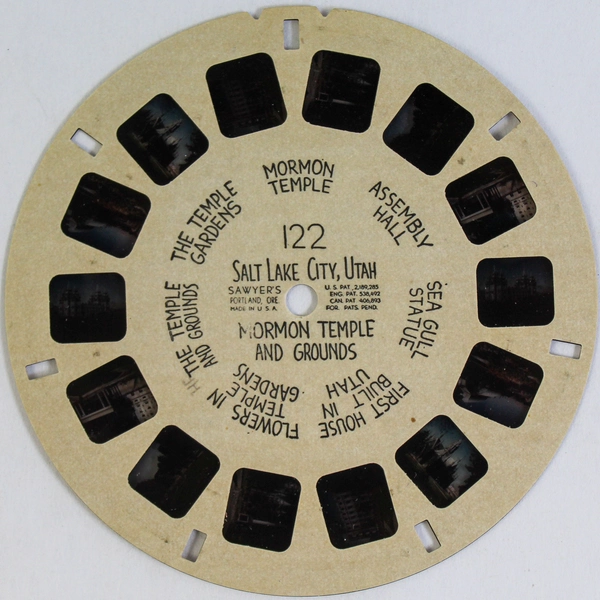 MORMON
TEMPLE
ASSEMBLY
HALL
SEA GULL
STATUE
FIRST HOUSE
BUILT IN
UTAH
FLOWERS IN
TEMPLE
GARDENS
THE TEMPLE
AND GROUNDS
THE TEMPLE
GARDENS
122
SALT LAKE CITY, UTAH
SAWYER'S
PORTLAND, ORE.
MADE IN U.S.A.
U.S. PAT. 2,189,285
ENG. PAT. 538,492
CAN. PAT. 406,893
FOR. PATS. PEND.
MORMON TEMPLE
AND GROUNDS